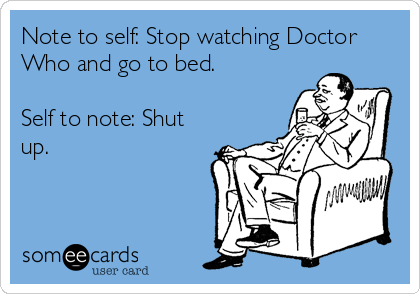 Note to self: Stop watching Doctor
Who and go to bed.
Self to note: Shut
up.
someecards
user card